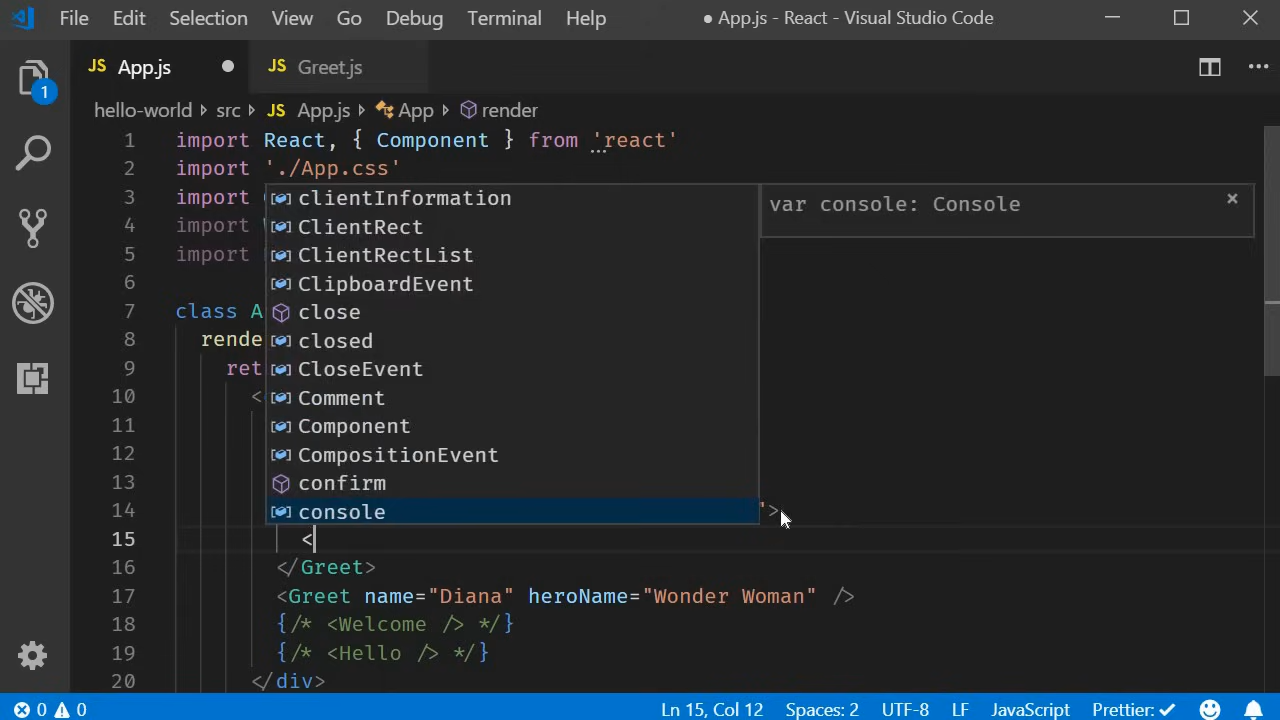 File Edit Selection View Go Debug Terminal Help ● App.js - React - Visual Studio Code
JS App.js ● JS Greet.js
1
hello-world › src › JS App.js › App › render
1 import React, { Component } from 'react'
2 import './App.css'
3 import
4 import
5 import
6
7 class A
8 rende
9 ret
10 <
11
12
13
14 '>
15 <
16 </Greet>
17 <Greet name="Diana" heroName="Wonder Woman" />
18 {/* <Welcome /> */}
19 {/* <Hello /> */}
20 </div>
clientInformation
ClientRect
ClientRectList
ClipboardEvent
close
closed
CloseEvent
Comment
Component
CompositionEvent
confirm
console
var console: Console ×
0 0 Ln 15, Col 12 Spaces: 2 UTF-8 LF JavaScript Prettier: ✓